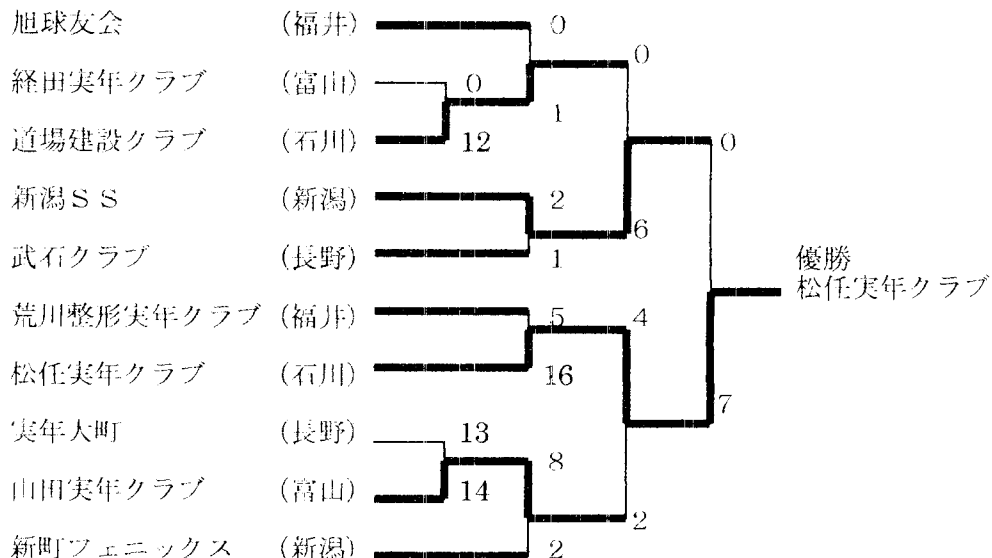 旭球友会 (福井) 0
0
経田実年クラブ (富山) 0
1
道場建設クラブ (石川) 12
0
新潟SS (新潟) 2
6
武石クラブ (長野) 1
優勝
松任実年クラブ
荒川整形実年クラブ (福井) 5 4
松任実年クラブ (石川) 16
7
実年大町 (長野) 13
8
山田実年クラブ (富山) 14
2
新町フェニックス (新潟) 2